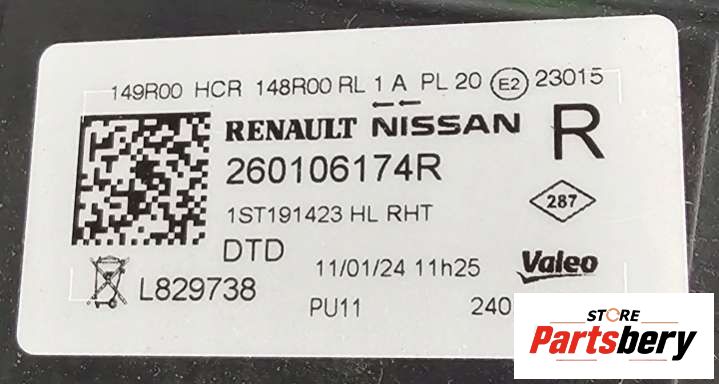 149R00 HCR 148R00 RL 1 A PL 20 E2 23015
RENAULT NISSAN R
260106174R
287
1ST191423 HL RHT
DTD 11/01/24 11h25 Valeo
L829738
PU11 240
STORE
Partsbery